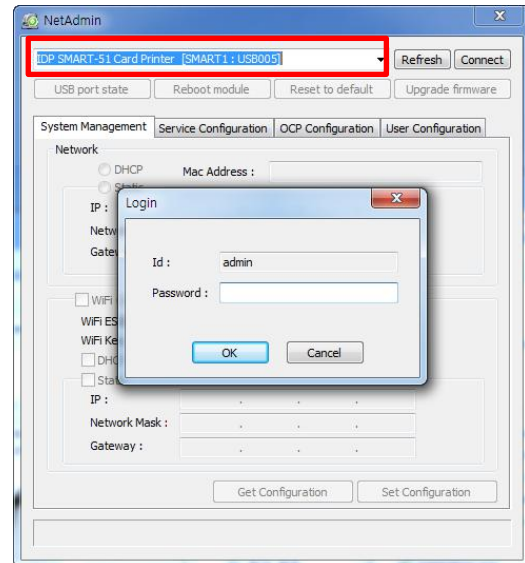 NetAdmin
IDP SMART-51 Card Printer [SMART1 : USB005]
Refresh
Connect
USB port state
Reboot module
Reset to default
Upgrade firmware
System Management
Service Configuration
OCP Configuration
User Configuration
Network
DHCP
Mac Address :
IP :
Login
Id :
admin
Password :
OK
Cancel
WiFi
IP :
Network Mask :
Gateway :
Get Configuration
Set Configuration